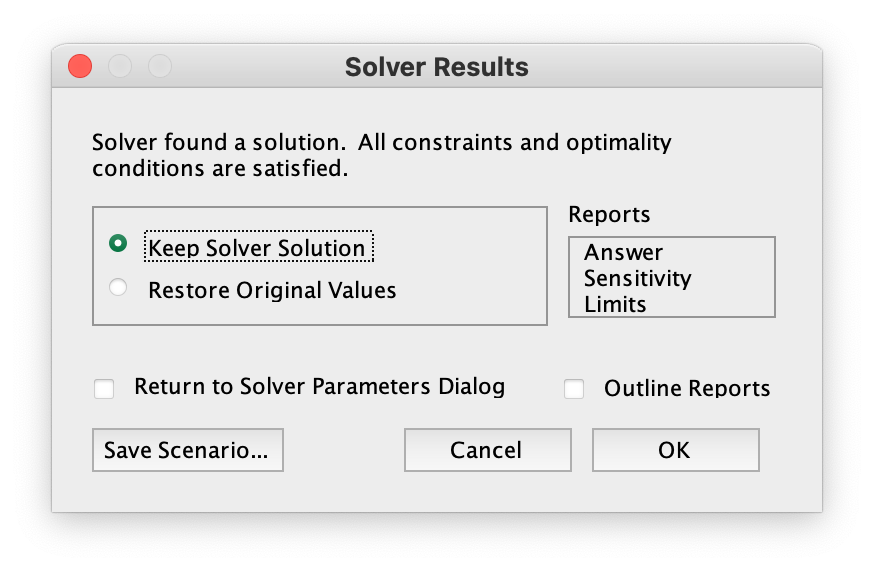 Solver Results
Solver found a solution.  All constraints and optimality
conditions are satisfied.
Keep Solver Solution
Restore Original Values
Reports
Answer
Sensitivity
Limits
Return to Solver Parameters Dialog
Outline Reports
Save Scenario...
Cancel
OK